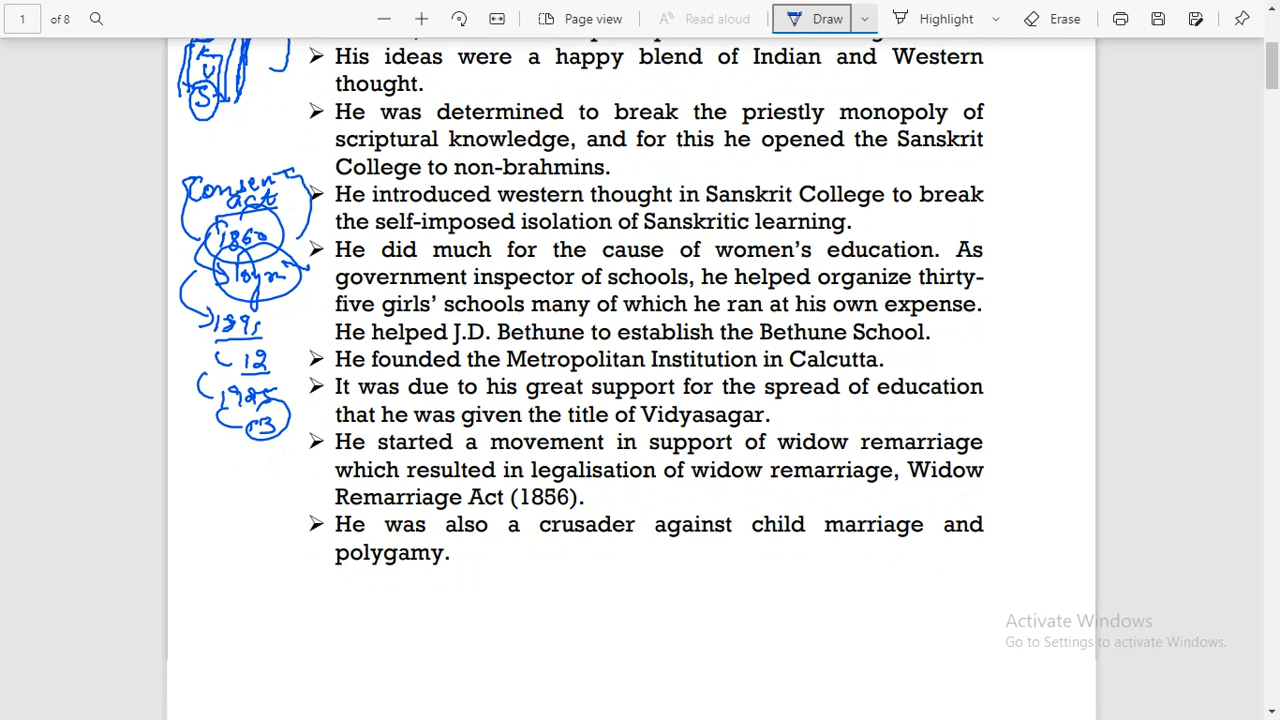 1 of 8 Page view Read aloud Draw Highlight Erase
➢ His ideas were a happy blend of Indian and Western
thought.
➢ He was determined to break the priestly monopoly of
scriptural knowledge, and for this he opened the Sanskrit
College to non-brahmins.
➢ He introduced western thought in Sanskrit College to break
the self-imposed isolation of Sanskritic learning.
➢ He did much for the cause of women's education. As
government inspector of schools, he helped organize thirty-
five girls' schools many of which he ran at his own expense.
He helped J.D. Bethune to establish the Bethune School.
➢ He founded the Metropolitan Institution in Calcutta.
➢ It was due to his great support for the spread of education
that he was given the title of Vidyasagar.
➢ He started a movement in support of widow remarriage
which resulted in legalisation of widow remarriage, Widow
Remarriage Act (1856).
➢ He was also a crusader against child marriage and
polygamy.
V
S
Consent
act
1860
10yr
1891
12
1925
13
Activate Windows
Go to Settings to activate Windows.